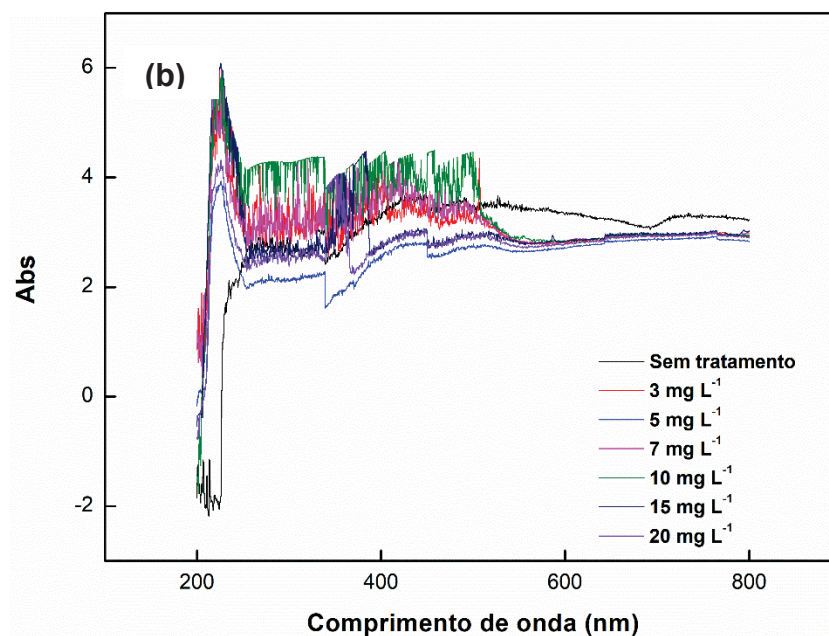 (b)
6
4
2
0
-2
Abs
200 400 600 800
Comprimento de onda (nm)
Sem tratamento
3 mg L⁻¹
5 mg L⁻¹
7 mg L⁻¹
10 mg L⁻¹
15 mg L⁻¹
20 mg L⁻¹